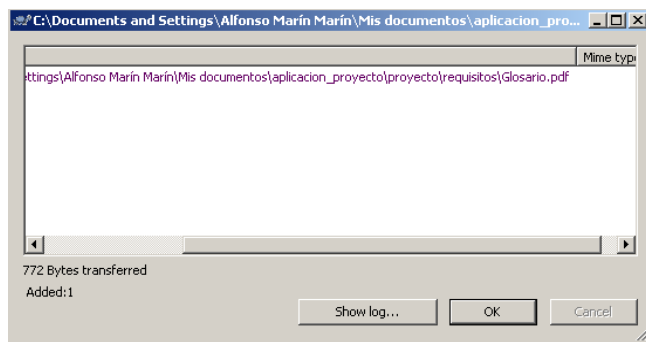 C:\Documents and Settings\Alfonso Marín Marín\Mis documentos\aplicacion_pro...
Mime typ
ettings\Alfonso Marín Marín\Mis documentos\aplicacion_proyecto\proyecto\requisitos\Glosario.pdf
772 Bytes transferred
Added:1
Show log... OK Cancel